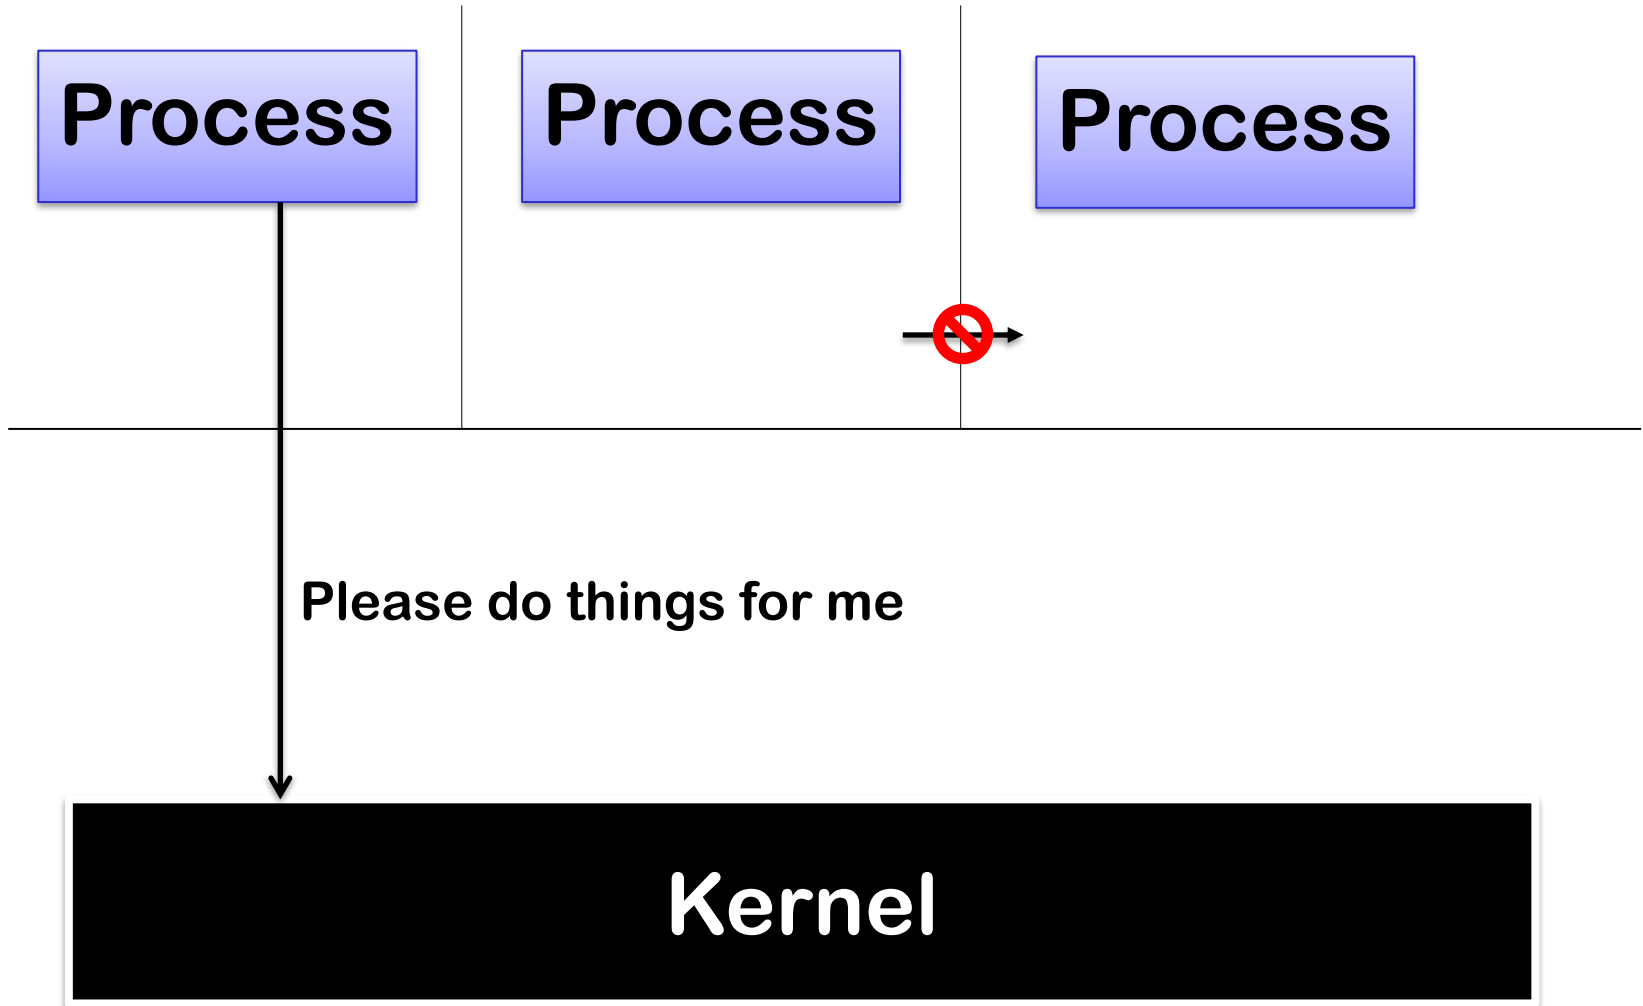 Process
Process
Process
Please do things for me
Kernel